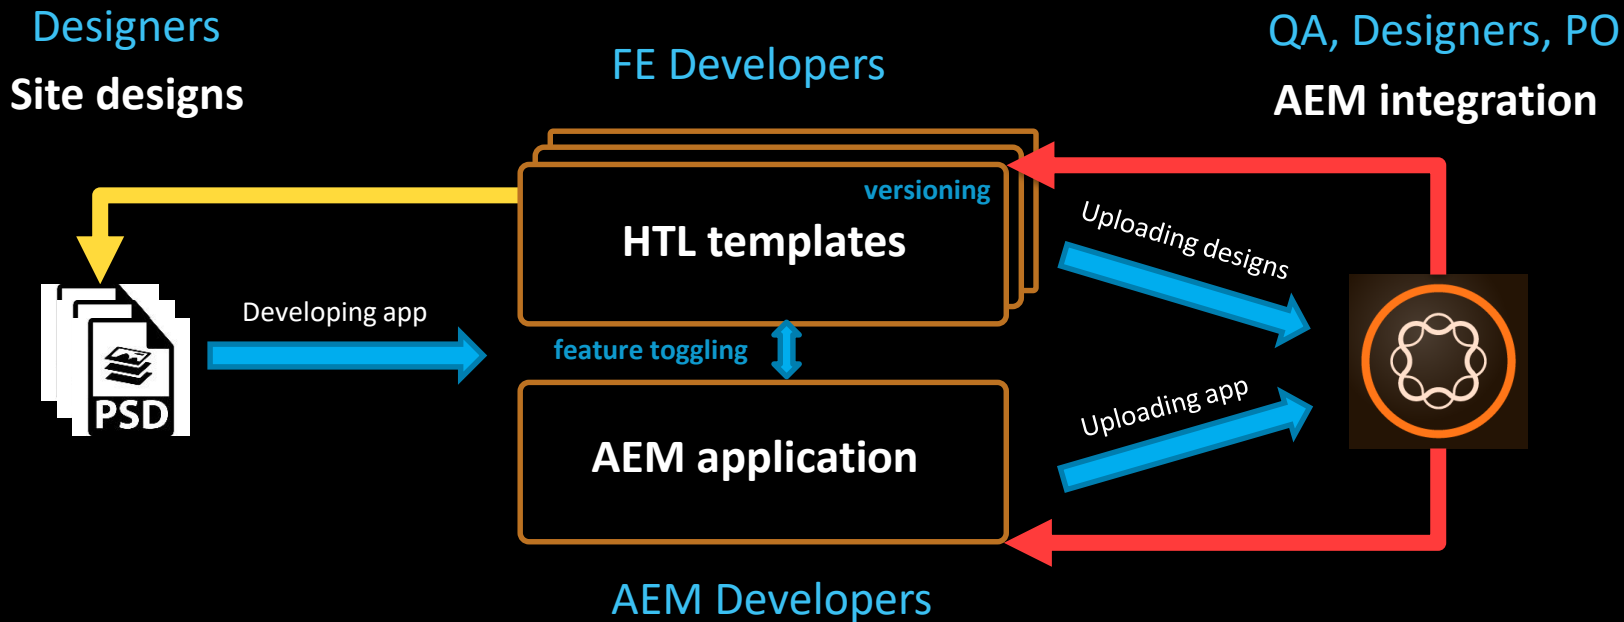 Designers
Site designs
FE Developers
QA, Designers, PO
AEM integration
versioning
HTL templates
Uploading designs
Developing app
feature toggling
PSD
AEM application
Uploading app
AEM Developers